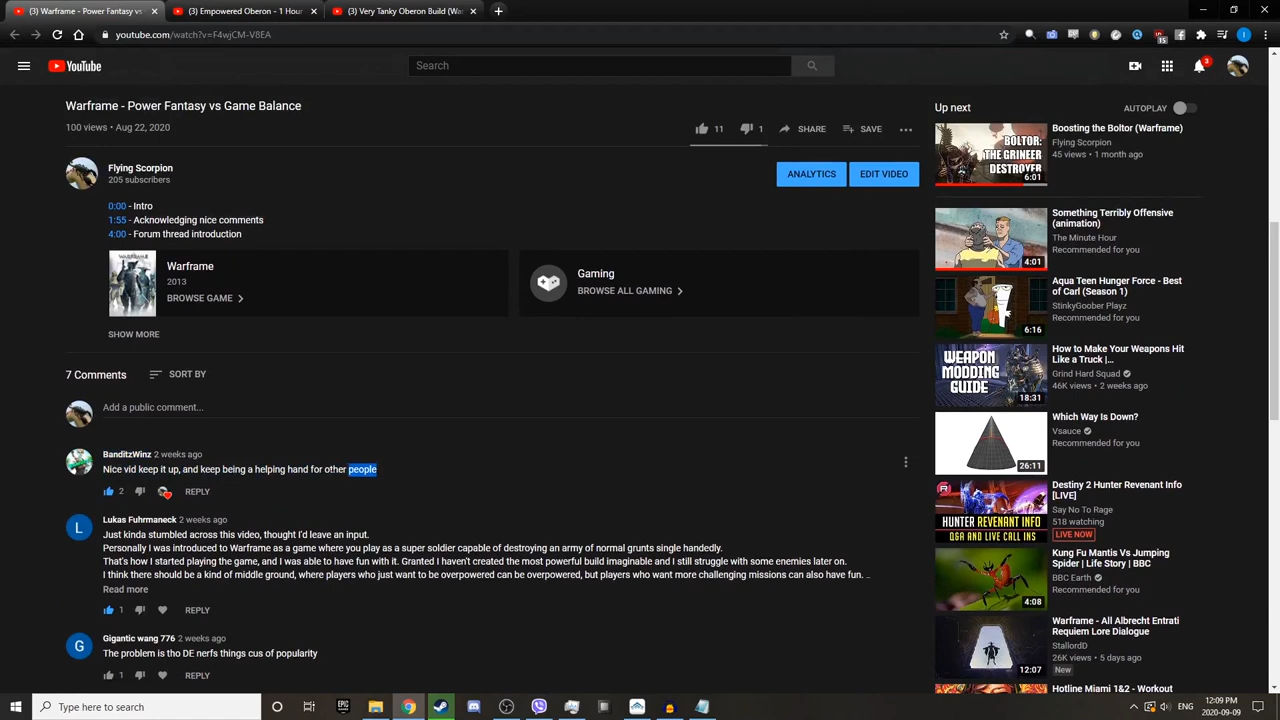 (3) Warframe - Power Fantasy vs
(3) Empowered Oberon - 1 Hour
(3) Very Tanky Oberon Build (Wa
youtube.com/watch?v=F4wjCM-V8EA
15
YouTube
Search
3
Warframe - Power Fantasy vs Game Balance
100 views • Aug 22, 2020
11
1
SHARE
SAVE
Flying Scorpion
205 subscribers
ANALYTICS
EDIT VIDEO
0:00 - Intro
1:55 - Acknowledging nice comments
4:00 - Forum thread introduction
WARFRAME
Warframe
2013
BROWSE GAME
Gaming
BROWSE ALL GAMING
SHOW MORE
7 Comments
SORT BY
Add a public comment...
BanditzWinz 2 weeks ago
Nice vid keep it up, and keep being a helping hand for other people
2
REPLY
L
Lukas Fuhrmaneck 2 weeks ago
Just kinda stumbled across this video, thought I'd leave an input.
Personally I was introduced to Warframe as a game where you play as a super soldier capable of destroying an army of normal grunts single handedly.
That's how I started playing the game, and I was able to have fun with it. Granted I haven't created the most powerful build imaginable and I still struggle with some enemies later on.
I think there should be a kind of middle ground, where players who just want to be overpowered can be overpowered, but players who want more challenging missions can also have fun. ..
Read more
1
REPLY
G
Gigantic wang 776 2 weeks ago
The problem is tho DE nerfs things cus of popularity
1
REPLY
Up next
AUTOPLAY
BOLTOR:
THE GRINEER
DESTROYER
6:01
Boosting the Boltor (Warframe)
Flying Scorpion
45 views • 1 month ago
4:01
Something Terribly Offensive
(animation)
The Minute Hour
Recommended for you
6:16
Aqua Teen Hunger Force - Best
of Carl (Season 1)
StinkyGoober Playz
Recommended for you
WEAPON
MODDING
GUIDE
18:31
How to Make Your Weapons Hit
Like a Truck |...
Grind Hard Squad
46K views • 2 weeks ago
26:11
Which Way Is Down?
Vsauce
Recommended for you
HUNTER REVENANT INFO
Q&A AND LIVE CALL INS
Destiny 2 Hunter Revenant Info
[LIVE]
Say No To Rage
518 watching
LIVE NOW
4:08
Kung Fu Mantis Vs Jumping
Spider | Life Story | BBC
BBC Earth
Recommended for you
12:07
Warframe - All Albrecht Entrati
Requiem Lore Dialogue
StallordD
26K views • 5 days ago
New
Hotline Miami 1&2 - Workout
Type here to search
EPIC
GAMES
12:09 PM
2020-09-09